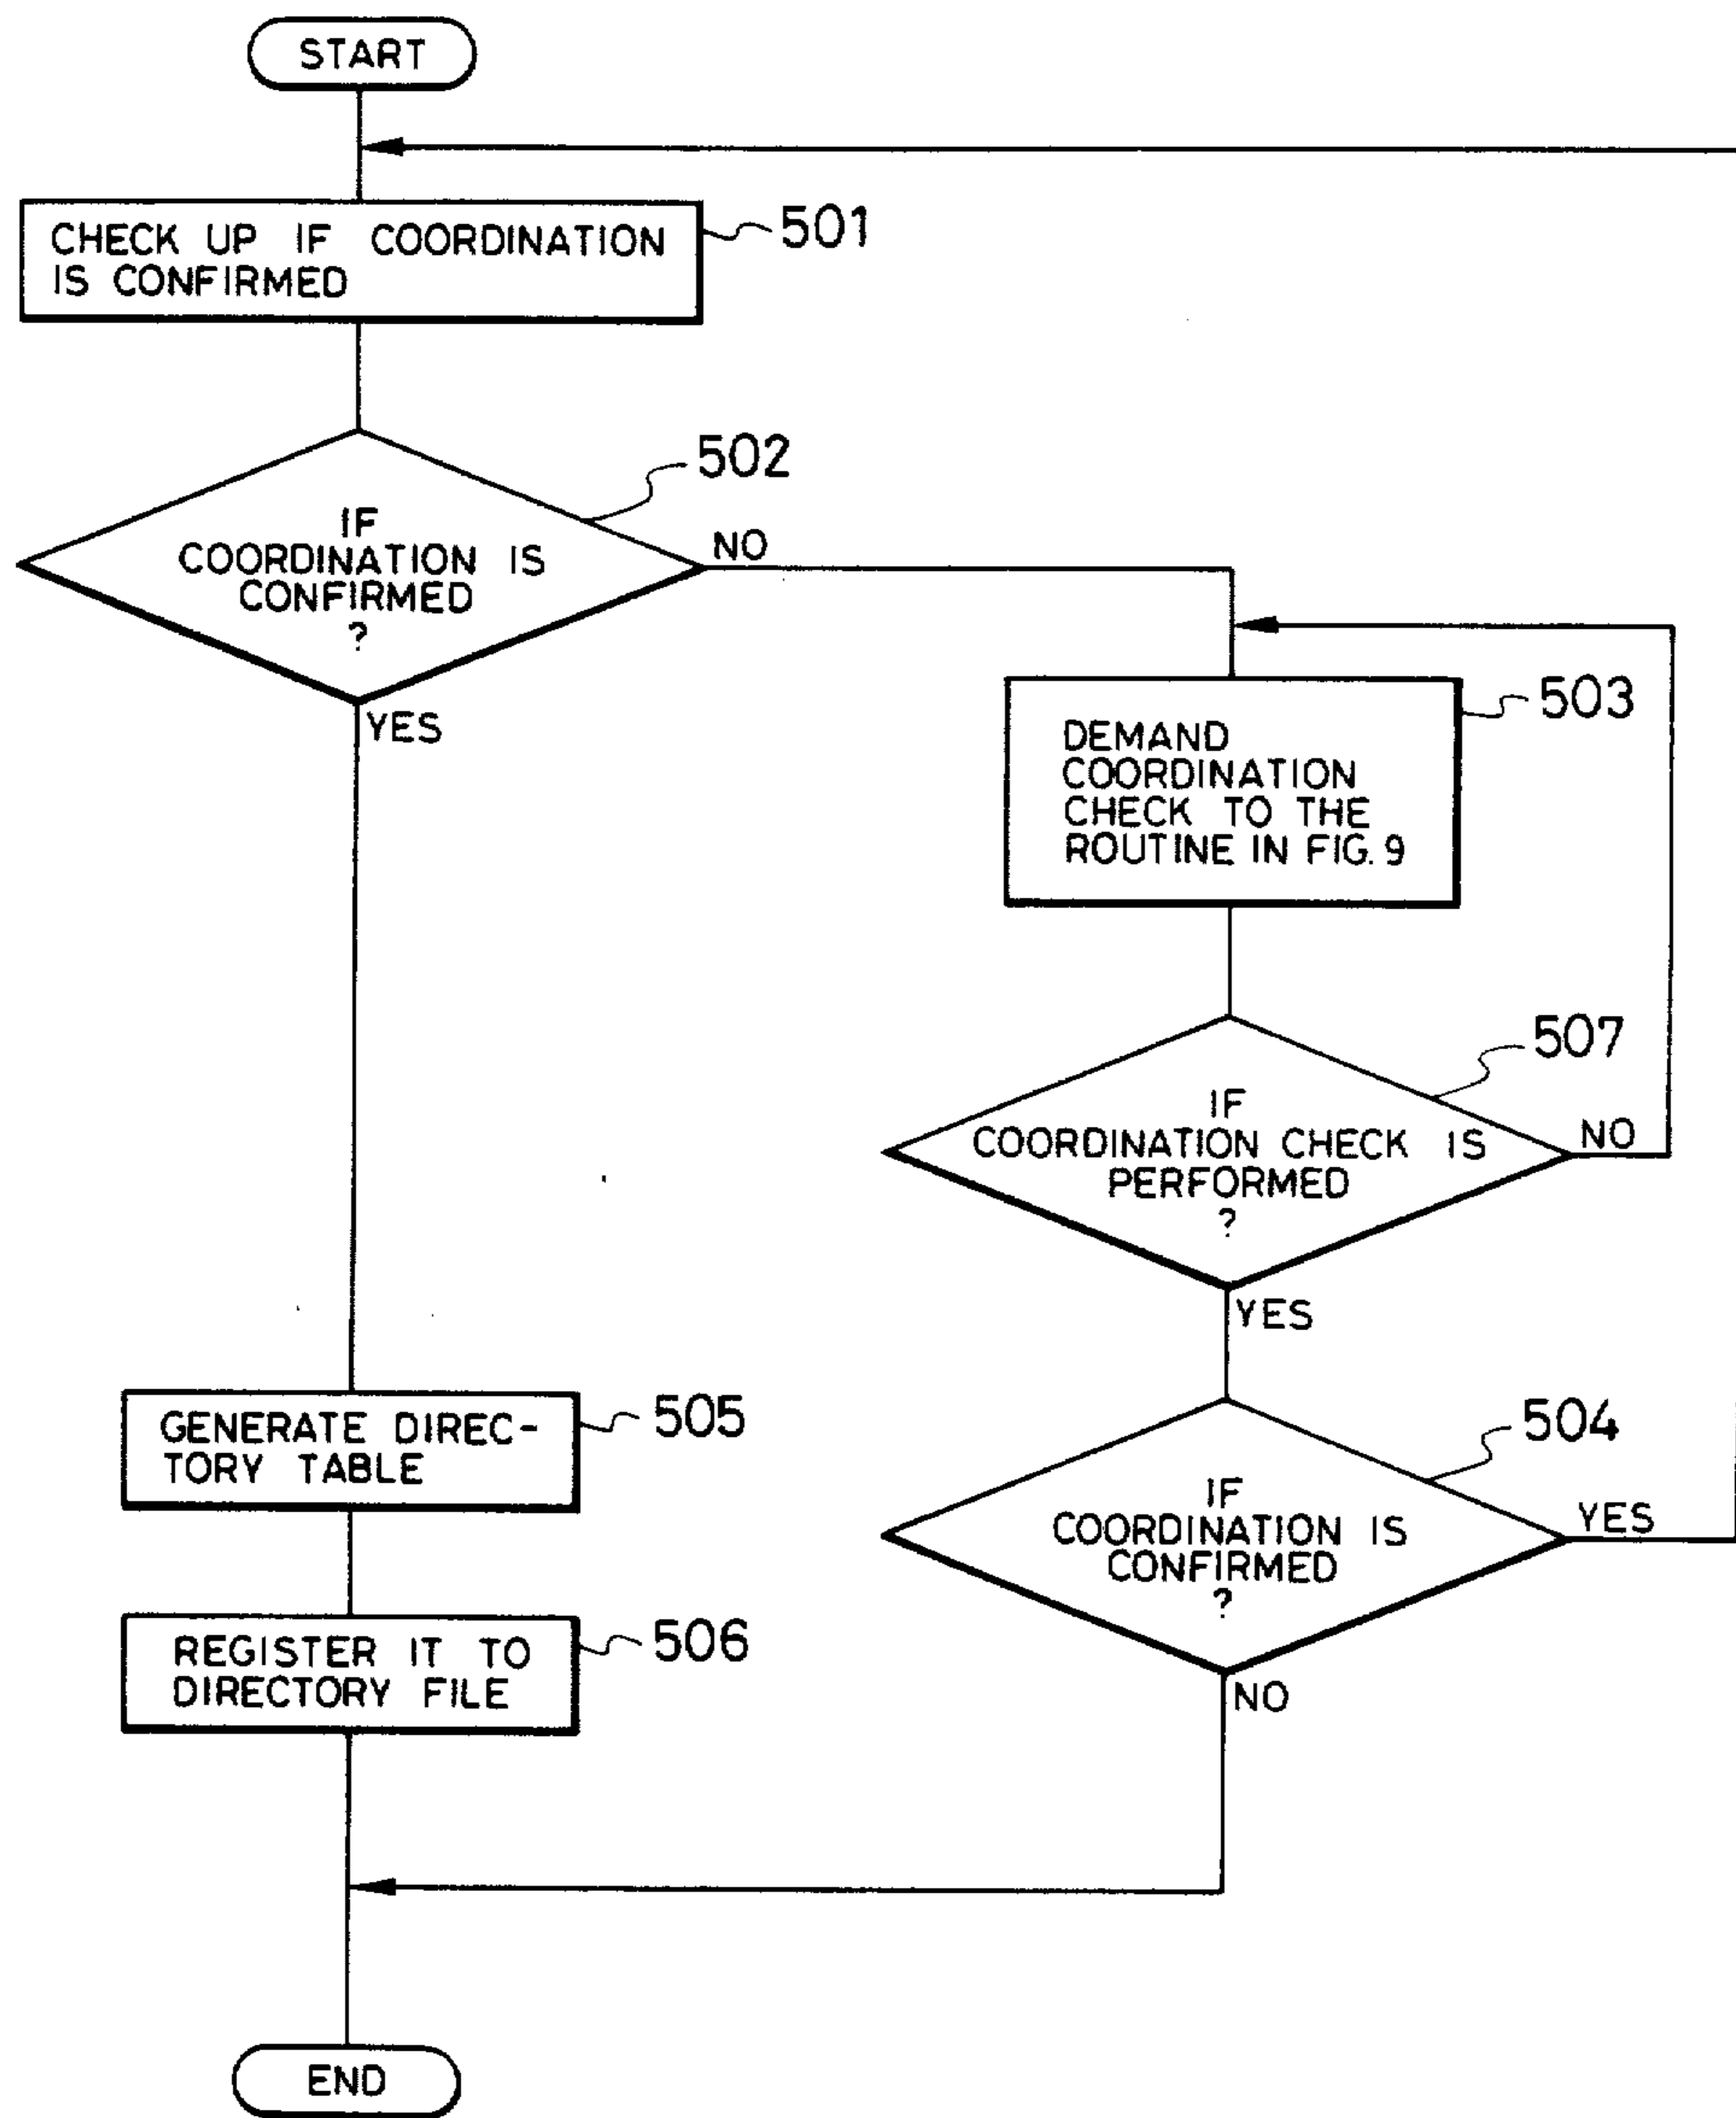 START
CHECK UP IF COORDINATION
IS CONFIRMED
501
502
IF
COORDINATION IS
CONFIRMED
?
NO
YES
503
DEMAND
COORDINATION
CHECK TO THE
ROUTINE IN FIG. 9
507
IF
COORDINATION CHECK IS
PERFORMED
?
NO
YES
504
IF
COORDINATION IS
CONFIRMED
?
YES
NO
GENERATE DIREC-
TORY TABLE
505
REGISTER IT TO
DIRECTORY FILE
506
END